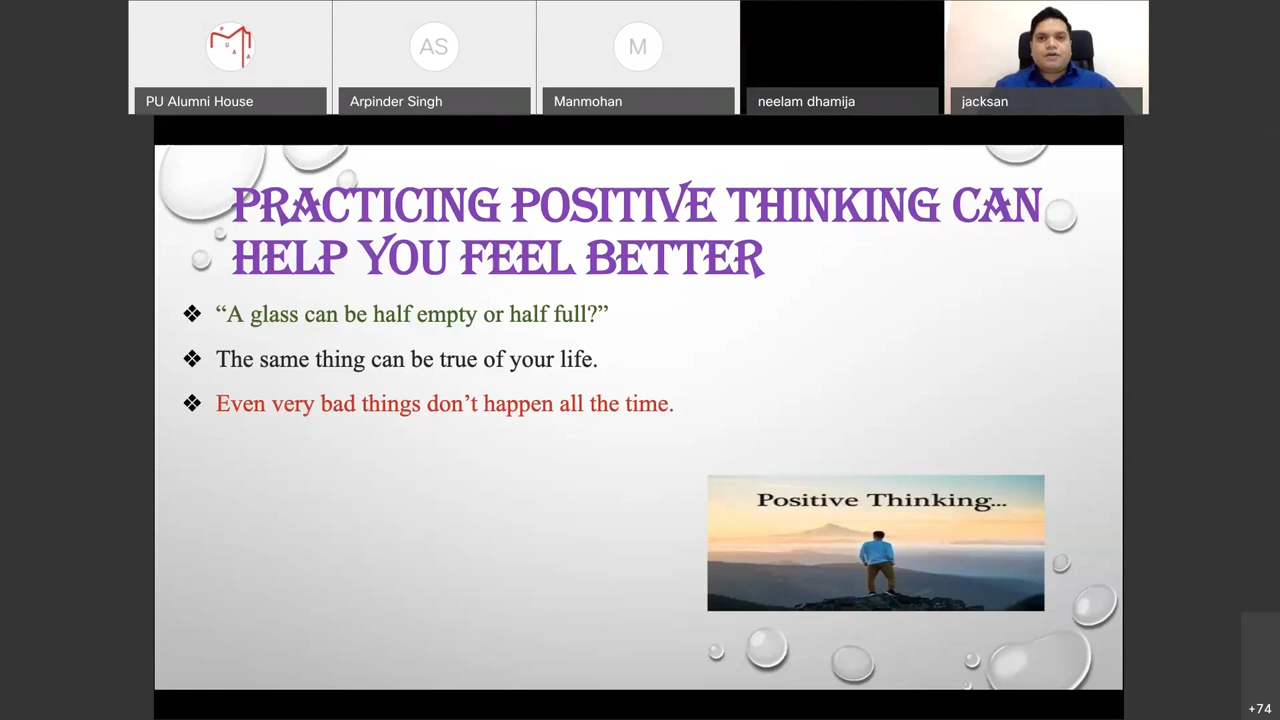 P
U
A
A
AS
M
PU Alumni House
Arpinder Singh
Manmohan
neelam dhamija
jacksan
PRACTICING POSITIVE THINKING CAN
HELP YOU FEEL BETTER
“A glass can be half empty or half full?”
The same thing can be true of your life.
Even very bad things don’t happen all the time.
Positive Thinking...
+74